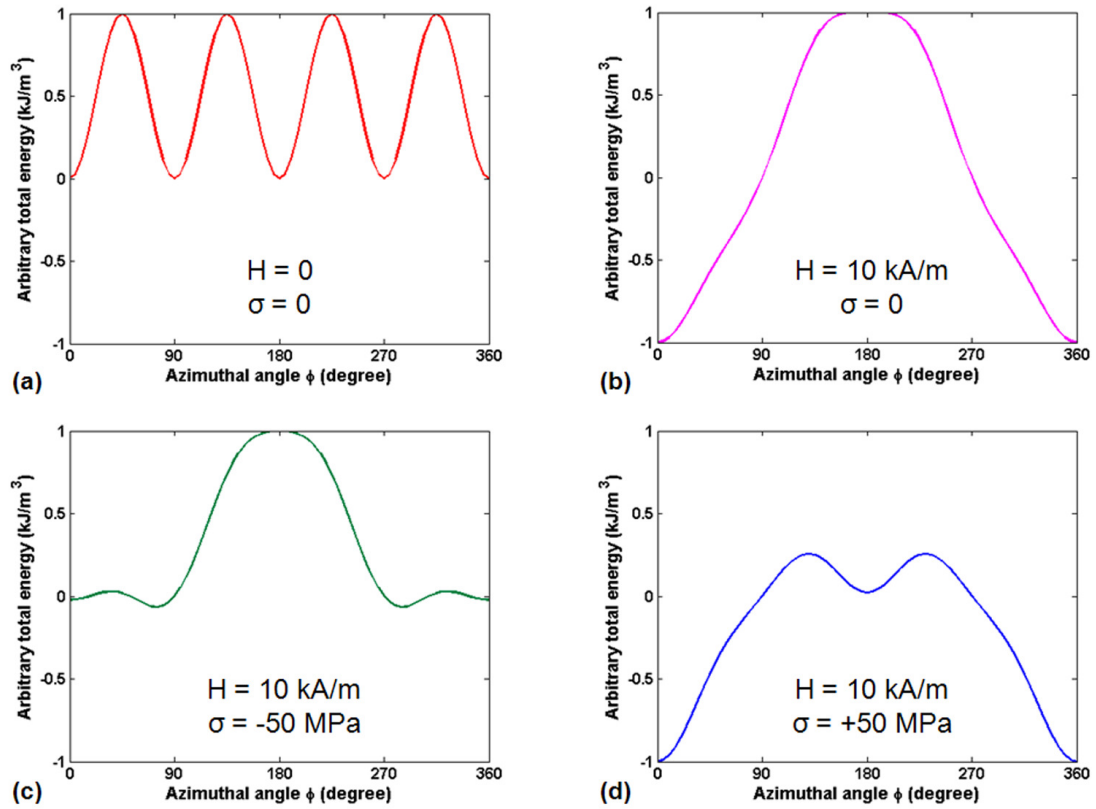 Arbitrary total energy (kJ/m³)
1
0.5
0
-0.5
-1
H = 0
σ = 0
0 90 180 270 360
Azimuthal angle ϕ (degree)
(a)
Arbitrary total energy (kJ/m³)
1
0.5
0
-0.5
-1
H = 10 kA/m
σ = 0
0 90 180 270 360
Azimuthal angle ϕ (degree)
(b)
Arbitrary total energy (kJ/m³)
1
0.5
0
-0.5
-1
H = 10 kA/m
σ = -50 MPa
0 90 180 270 360
Azimuthal angle ϕ (degree)
(c)
Arbitrary total energy (kJ/m³)
1
0.5
0
-0.5
-1
H = 10 kA/m
σ = +50 MPa
0 90 180 270 360
Azimuthal angle ϕ (degree)
(d)